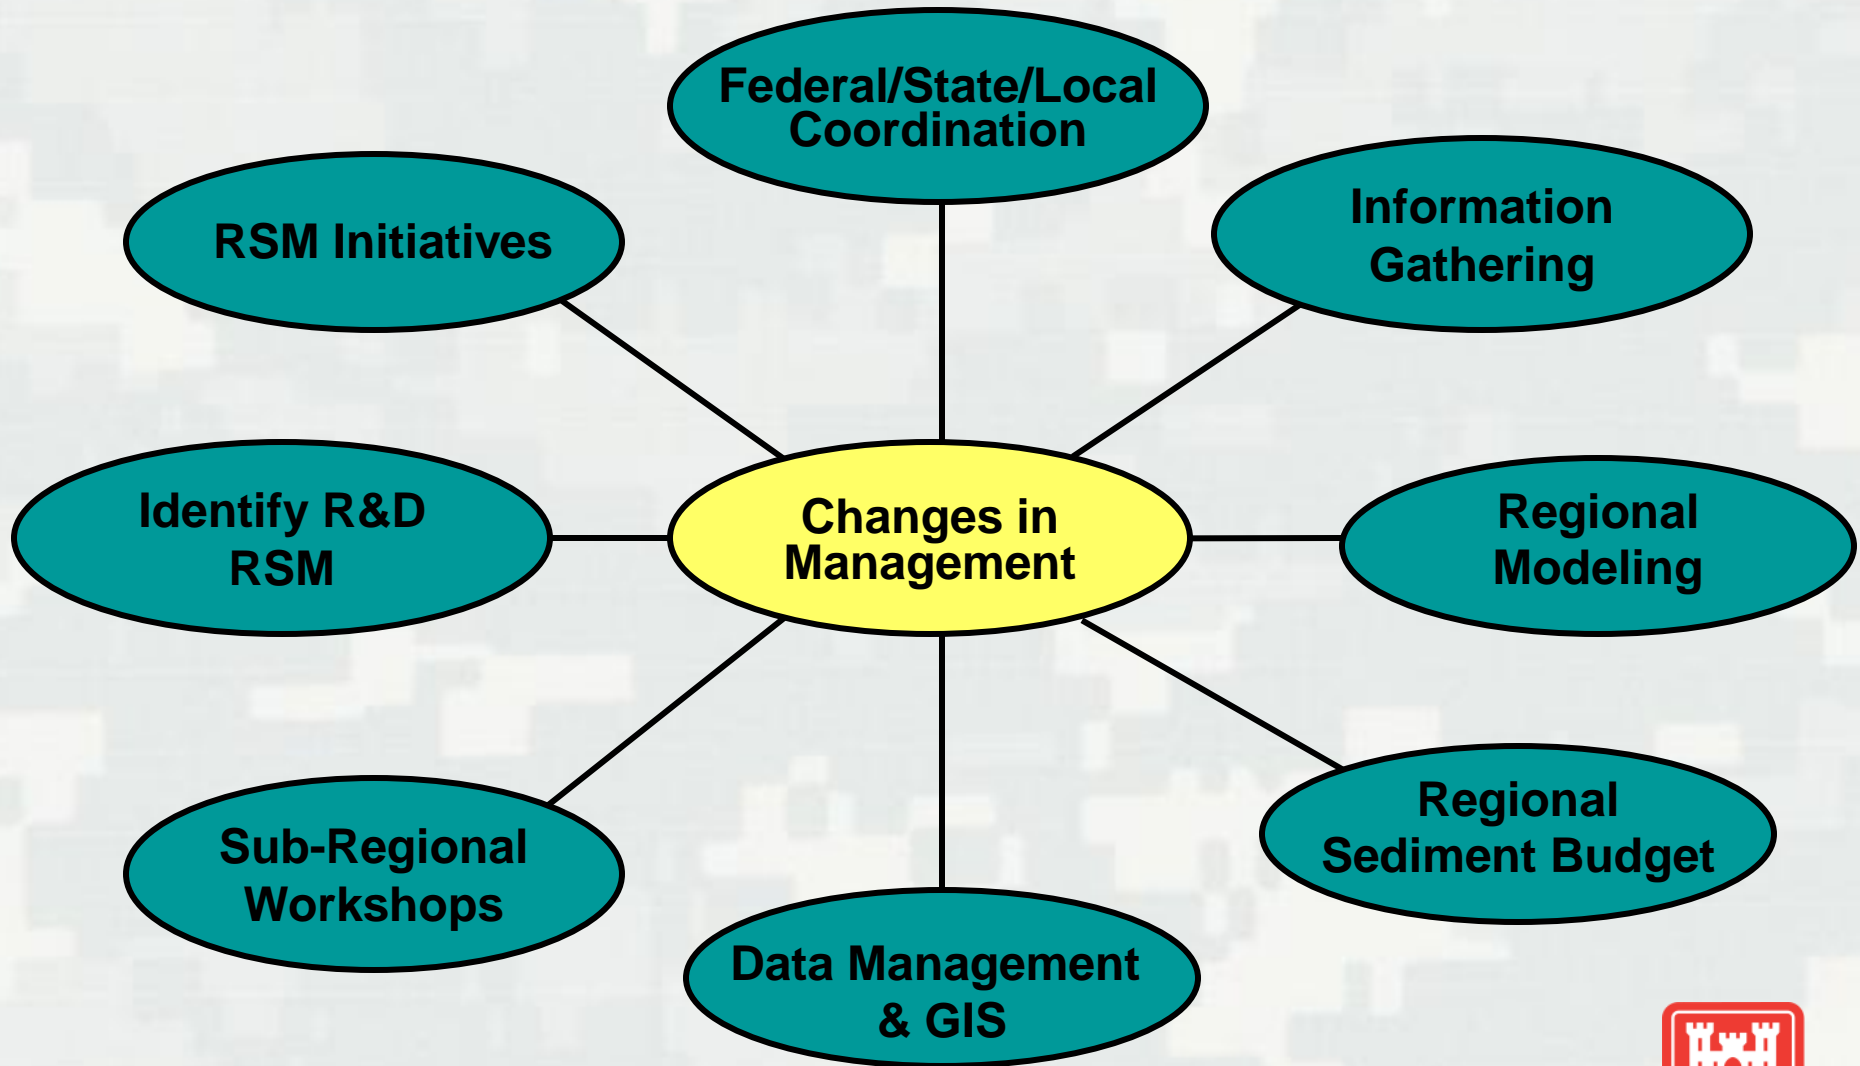 Federal/State/Local
Coordination
RSM Initiatives
Information
Gathering
Identify R&D
RSM
Changes in
Management
Regional
Modeling
Sub-Regional
Workshops
Regional
Sediment Budget
Data Management
& GIS